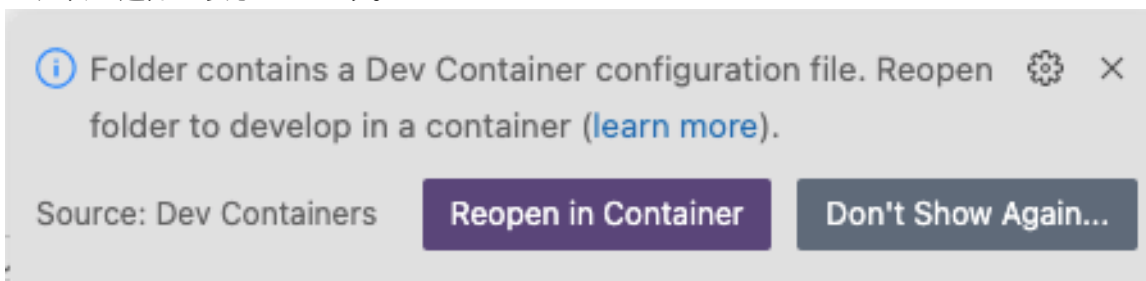 Folder contains a Dev Container configuration file. Reopen
folder to develop in a container (learn more).
Source: Dev Containers
Reopen in Container
Don't Show Again...